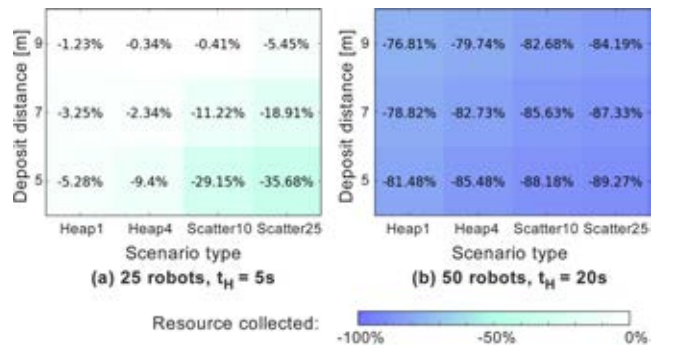 Deposit distance [m]
9 -1.23% -0.34% -0.41% -5.45%
7 -3.25% -2.34% -11.22% -18.91%
5 -5.28% -9.4% -29.15% -35.68%
Heap1 Heap4 Scatter10 Scatter25
Scenario type
(a) 25 robots, t_H = 5s
Deposit distance [m]
9 -76.81% -79.74% -82.68% -84.19%
7 -78.82% -82.73% -85.63% -87.33%
5 -81.48% -85.48% -88.18% -89.27%
Heap1 Heap4 Scatter10 Scatter25
Scenario type
(b) 50 robots, t_H = 20s
Resource collected:
-100% -50% 0%